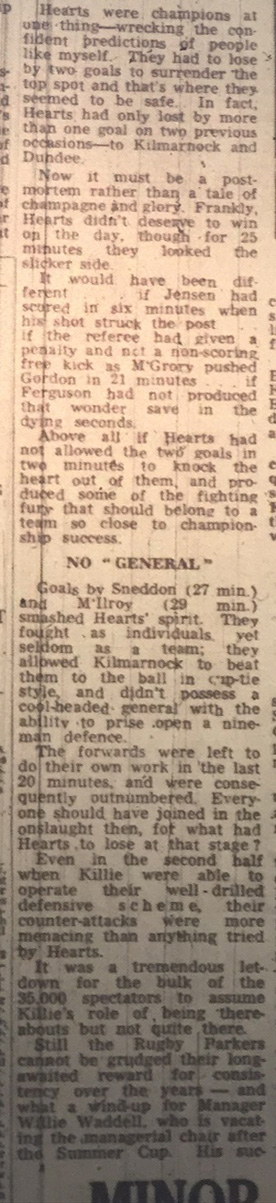 Hearts were champions at
one thing—wrecking the con-
fident predictions of people
like myself. They had to lose
by two goals to surrender the
top spot and that's where they
seemed to be safe. In fact,
Hearts had only lost by more
than one goal on two previous
occasions—to Kilmarnock and
Dundee.
Now it must be a post-
mortem rather than a tale of
champagne and glory. Frankly,
Hearts didn't deserve to win
on the day, though for 25
minutes they looked the
slicker side.
It would have been dif-
ferent . . . if Jensen had
scored in six minutes when
his shot struck the post . . .
if the referee had given a
penalty and not a non-scoring
free kick as M'Grory pushed
Gordon in 21 minutes . . . if
Ferguson had not produced
that wonder save in the
dying seconds.
Above all if Hearts had
not allowed the two goals in
two minutes to knock the
heart out of them, and pro-
duced some of the fighting
fury that should belong to a
team so close to champion-
ship success.
NO "GENERAL"
Goals by Sneddon (27 min.)
and M'Ilroy (29 min.)
smashed Hearts' spirit. They
fought as individuals, yet
seldom as a team; they
allowed Kilmarnock to beat
them to the ball in cup-tie
style, and didn't possess a
cool-headed general with the
ability to prise open a nine-
man defence.
The forwards were left to
do their own work in the last
20 minutes, and were conse-
quently outnumbered. Every-
one should have joined in the
onslaught then, for what had
Hearts to lose at that stage?
Even in the second half
when Killie were able to
operate their well-drilled
defensive scheme, their
counter-attacks were more
menacing than anything tried
by Hearts.
It was a tremendous let-
down for the bulk of the
35,000 spectators to assume
Killie's role of being there-
abouts but not quite there.
Still the Rugby Parkers
cannot be grudged their long-
awaited reward for consis-
tency over the years — and
what a wind-up for Manager
Willie Waddell, who is vacat-
ing the managerial chair after
the Summer Cup. His suc-
MINOR